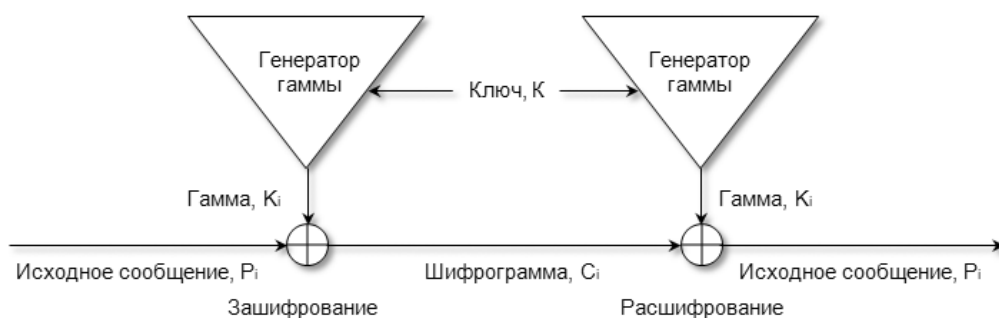 Генератор
гаммы
Генератор
гаммы
Ключ, К
Гамма, Ki
Гамма, Ki
Исходное сообщение, Pi
Шифрограмма, Ci
Исходное сообщение, Pi
Зашифрование
Расшифрование